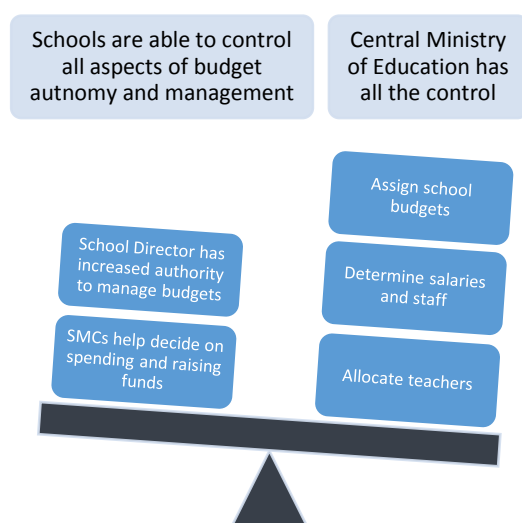 Schools are able to control
all aspects of budget
autnomy and management
Central Ministry
of Education has
all the control
School Director has
increased authority
to manage budgets
SMCs help decide on
spending and raising
funds
Assign school
budgets
Determine salaries
and staff
Allocate teachers